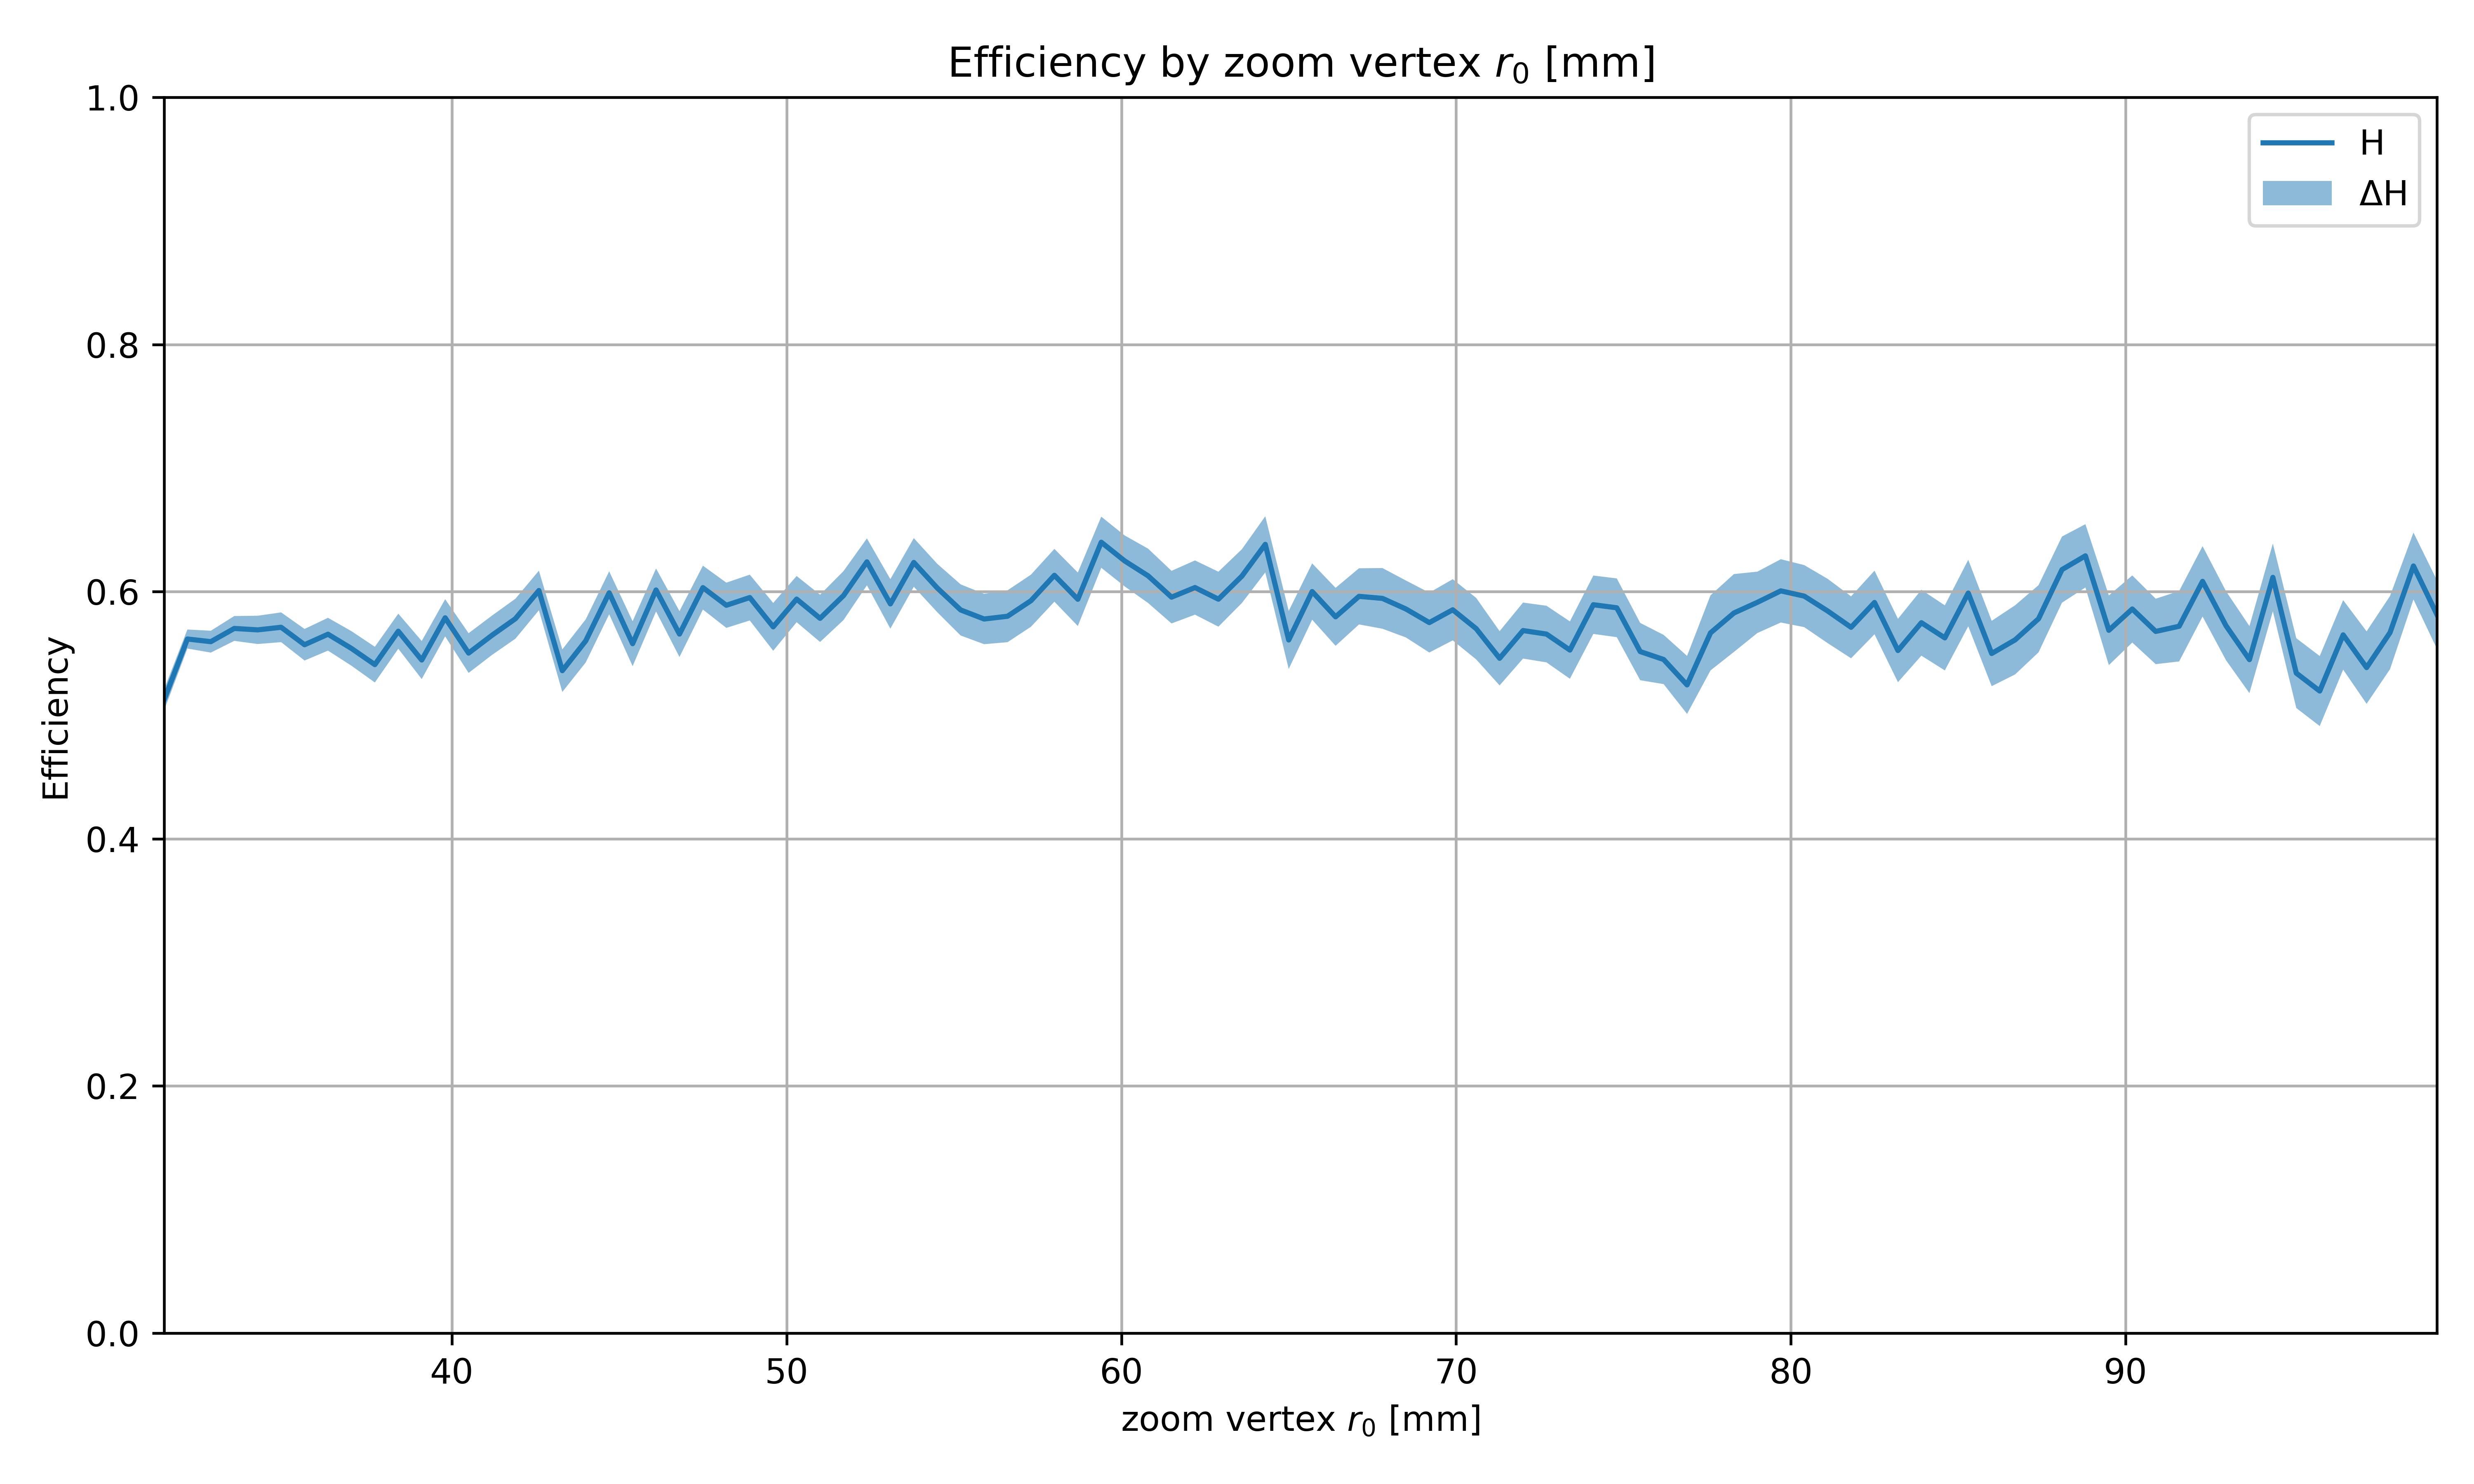 Efficiency by zoom vertex r₀ [mm]
H
ΔH
Efficiency
1.0
0.8
0.6
0.4
0.2
0.0
40 50 60 70 80 90
zoom vertex r₀ [mm]